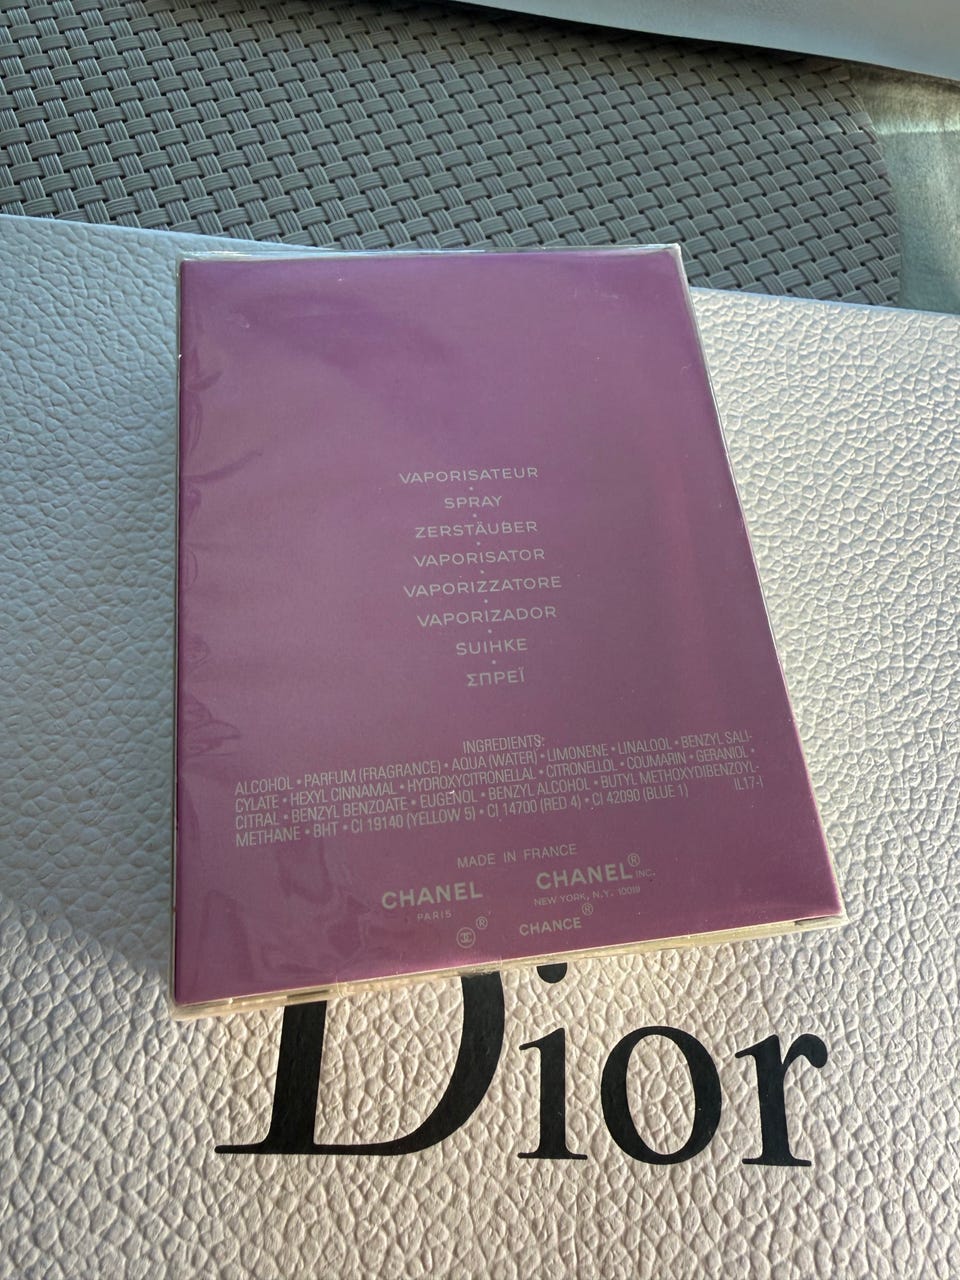 VAPORISATEUR
•
SPRAY
•
ZERSTÄUBER
•
VAPORISATOR
•
VAPORIZZATORE
•
VAPORIZADOR
•
SUIHKE
•
ΣΠΡΕΪ
INGREDIENTS:
ALCOHOL • PARFUM (FRAGRANCE) • AQUA (WATER) • LIMONENE • LINALOOL • BENZYL SALI-
CYLATE • HEXYL CINNAMAL • HYDROXYCITRONELLAL • CITRONELLOL • COUMARIN • GERANIOL •
CITRAL • BENZYL BENZOATE • EUGENOL • BENZYL ALCOHOL • BUTYL METHOXYDIBENZOYL-
METHANE • BHT • CI 19140 (YELLOW 5) • CI 14700 (RED 4) • CI 42090 (BLUE 1) IL17-I
MADE IN FRANCE
CHANEL CHANEL® INC.
PARIS NEW YORK, N.Y. 10019
® CHANCE®
Dior